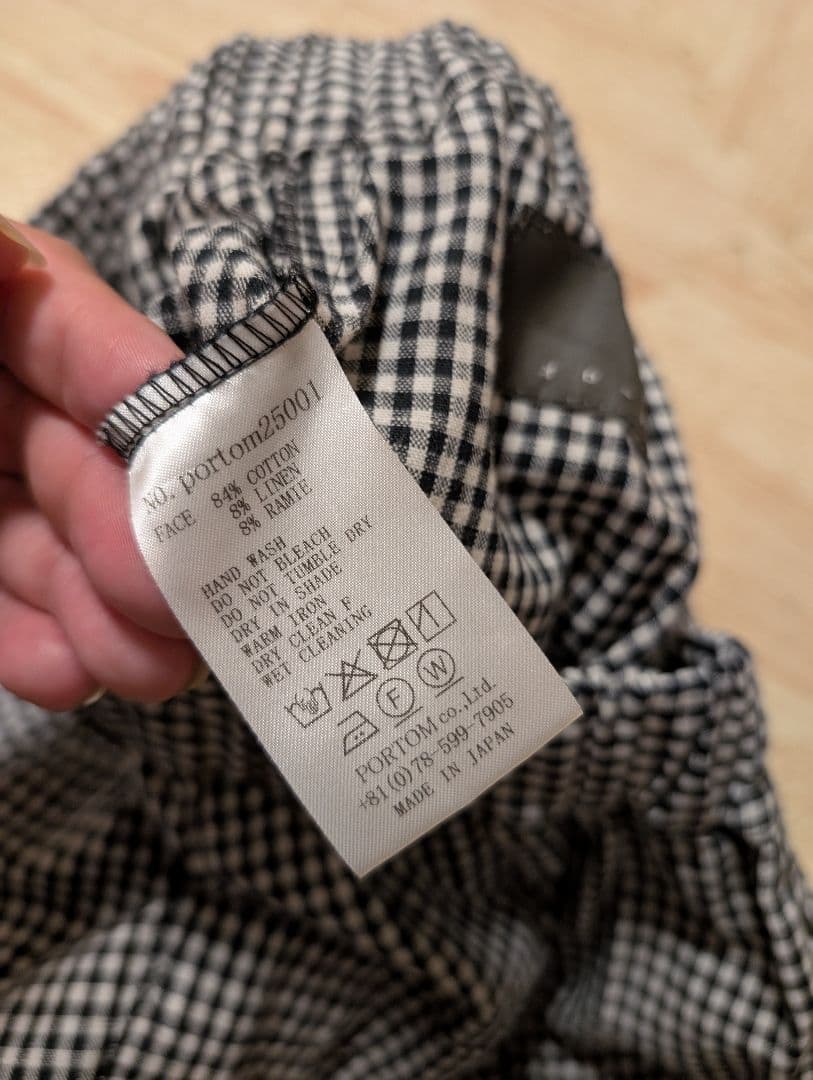 NO. portom25001
FACE 84% COTTON
8% LINEN
8% RAMIE
HAND WASH
DO NOT BLEACH
DO NOT TUMBLE DRY
DRY IN SHADE
WARM IRON
DRY CLEAN F
WET CLEANING
F W
PORTOM co.,Ltd.
+81(0)78-599-7905
MADE IN JAPAN